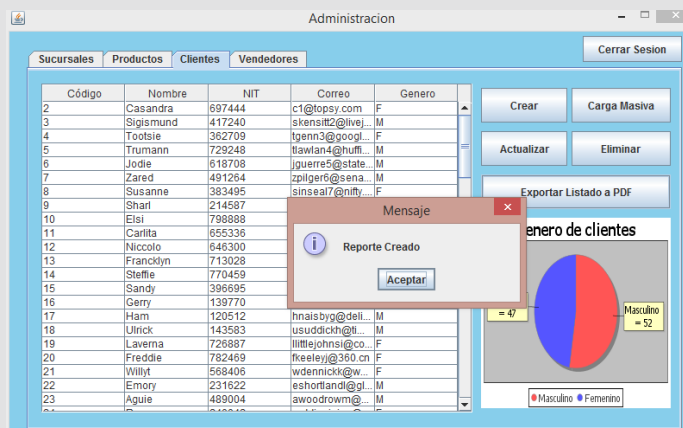 Administracion
Cerrar Sesion
Sucursales Productos Clientes Vendedores
Código Nombre NIT Correo Genero
2 Casandra 697444 c1@topsy.com F
3 Sigismund 417240 skensitt2@livej... M
4 Tootsie 362709 tgenn3@googl... F
5 Trumann 729248 tlawlan4@huffi... M
6 Jodie 618708 jguerre5@state... M
7 Zared 491264 zpilger6@sena... M
8 Susanne 383495 sinseal7@nifty.... F
9 Sharl 214587
10 Elsi 798888
11 Carlita 655336
12 Niccolo 646300
13 Francklyn 713028
14 Steffie 770459
15 Sandy 396695
16 Gerry 139770
17 Ham 120512 hnaisbyg@deli... M
18 Ulrick 143583 usuddickh@ti... M
19 Laverna 726887 llittlejohnsi@co... F
20 Freddie 782469 fkeeleyj@360.cn F
21 Willyt 568406 wdennickk@w... F
22 Emory 231622 eshortlandl@gl... M
23 Aguie 489004 awoodrowm@... M
Crear Carga Masiva
Actualizar Eliminar
Exportar Listado a PDF
Mensaje
Reporte Creado
Aceptar
enero de clientes
= 47
Masculino
= 52
Masculino Femenino